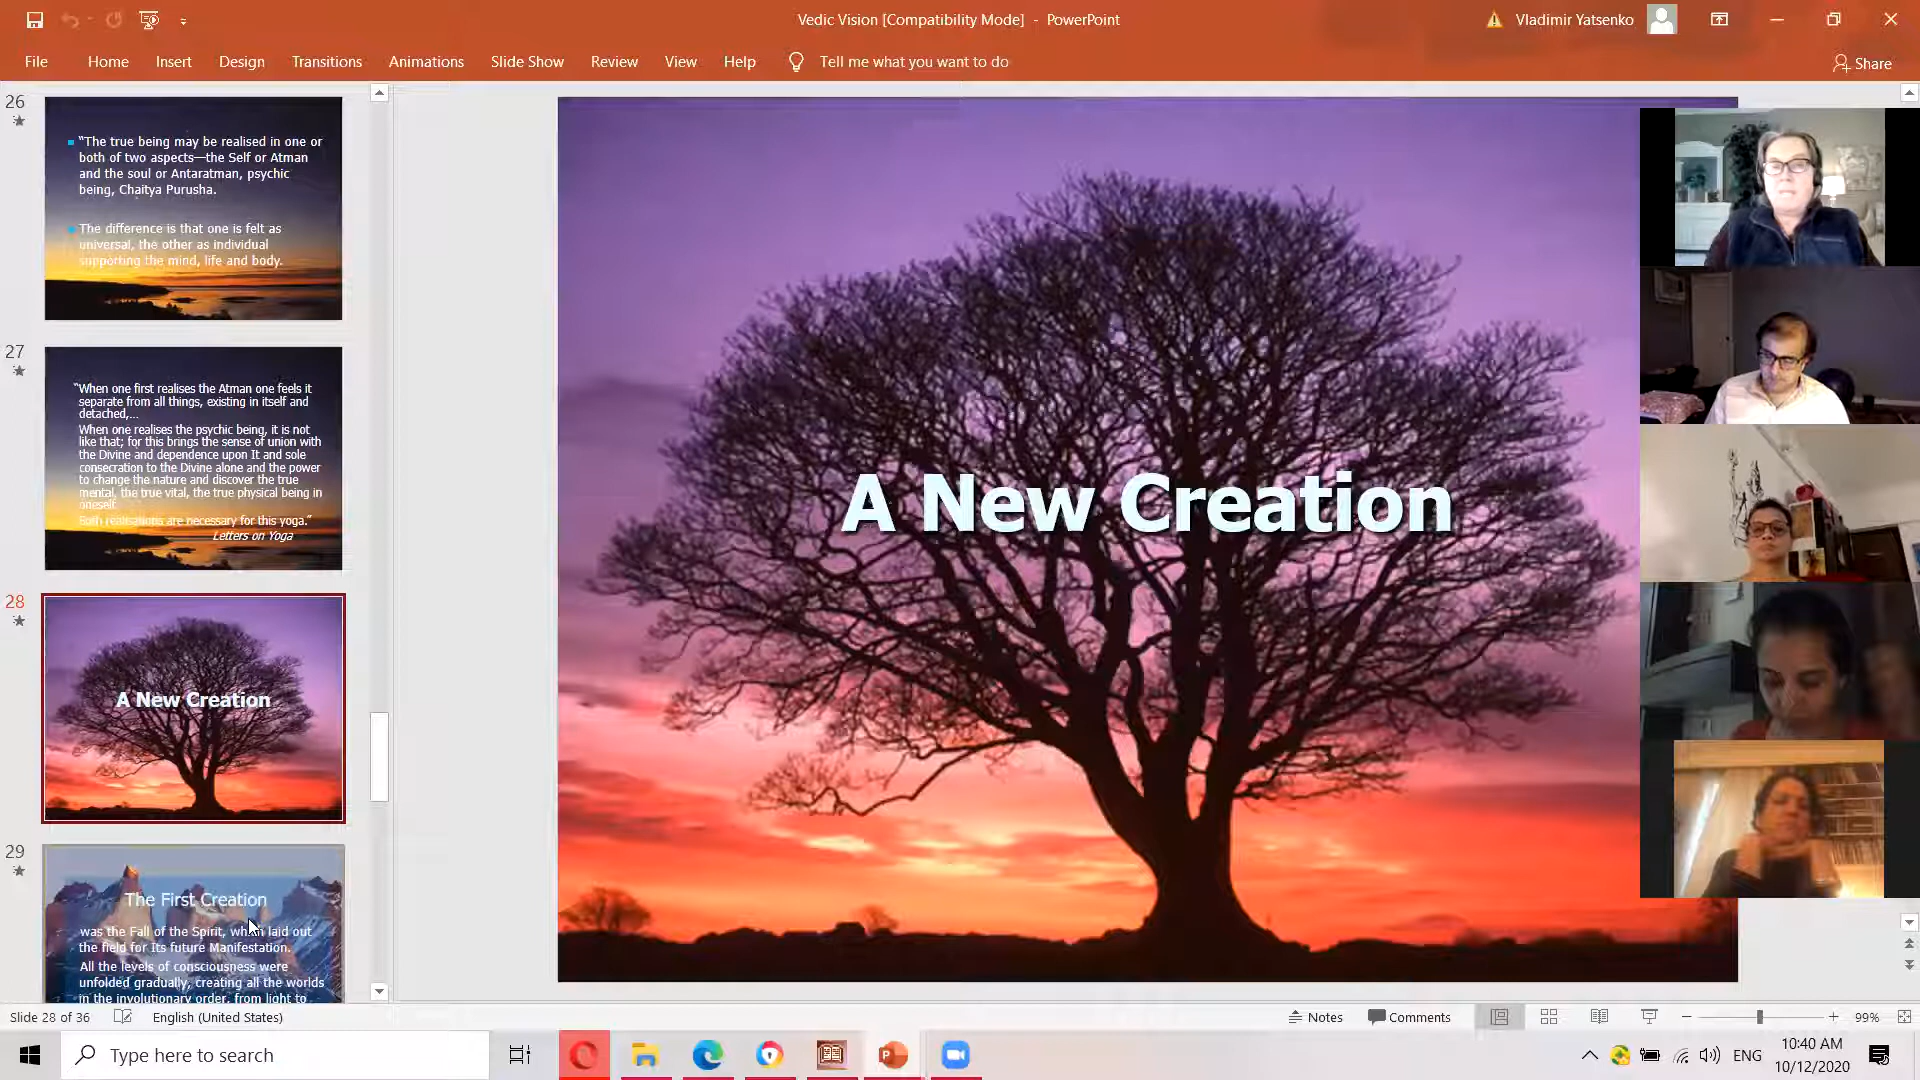 Vedic Vision [Compatibility Mode] - PowerPoint
Vladimir Yatsenko
File Home Insert Design Transitions Animations Slide Show Review View Help Tell me what you want to do
Share
26
"The true being may be realised in one or
both of two aspects—the Self or Atman
and the soul or Antaratman, psychic
being, Chaitya Purusha.
The difference is that one is felt as
universal, the other as individual
supporting the mind, life and body.
27
"When one first realises the Atman one feels it
separate from all things, existing in itself and
detached,...
When one realises the psychic being, it is not
like that; for this brings the sense of union with
the Divine and dependence upon It and sole
consecration to the Divine alone and the power
to change the nature and discover the true
mental, the true vital, the true physical being in
oneself.
Both realisations are necessary for this yoga."
Letters on Yoga
28
A New Creation
29
The First Creation
was the Fall of the Spirit, which laid out
the field for Its future Manifestation.
All the levels of consciousness were
unfolded gradually, creating all the worlds
in the involutionary order, from light to
A New Creation
Slide 28 of 36
English (United States)
Notes
Comments
99%
Type here to search
ENG
10:40 AM
10/12/2020